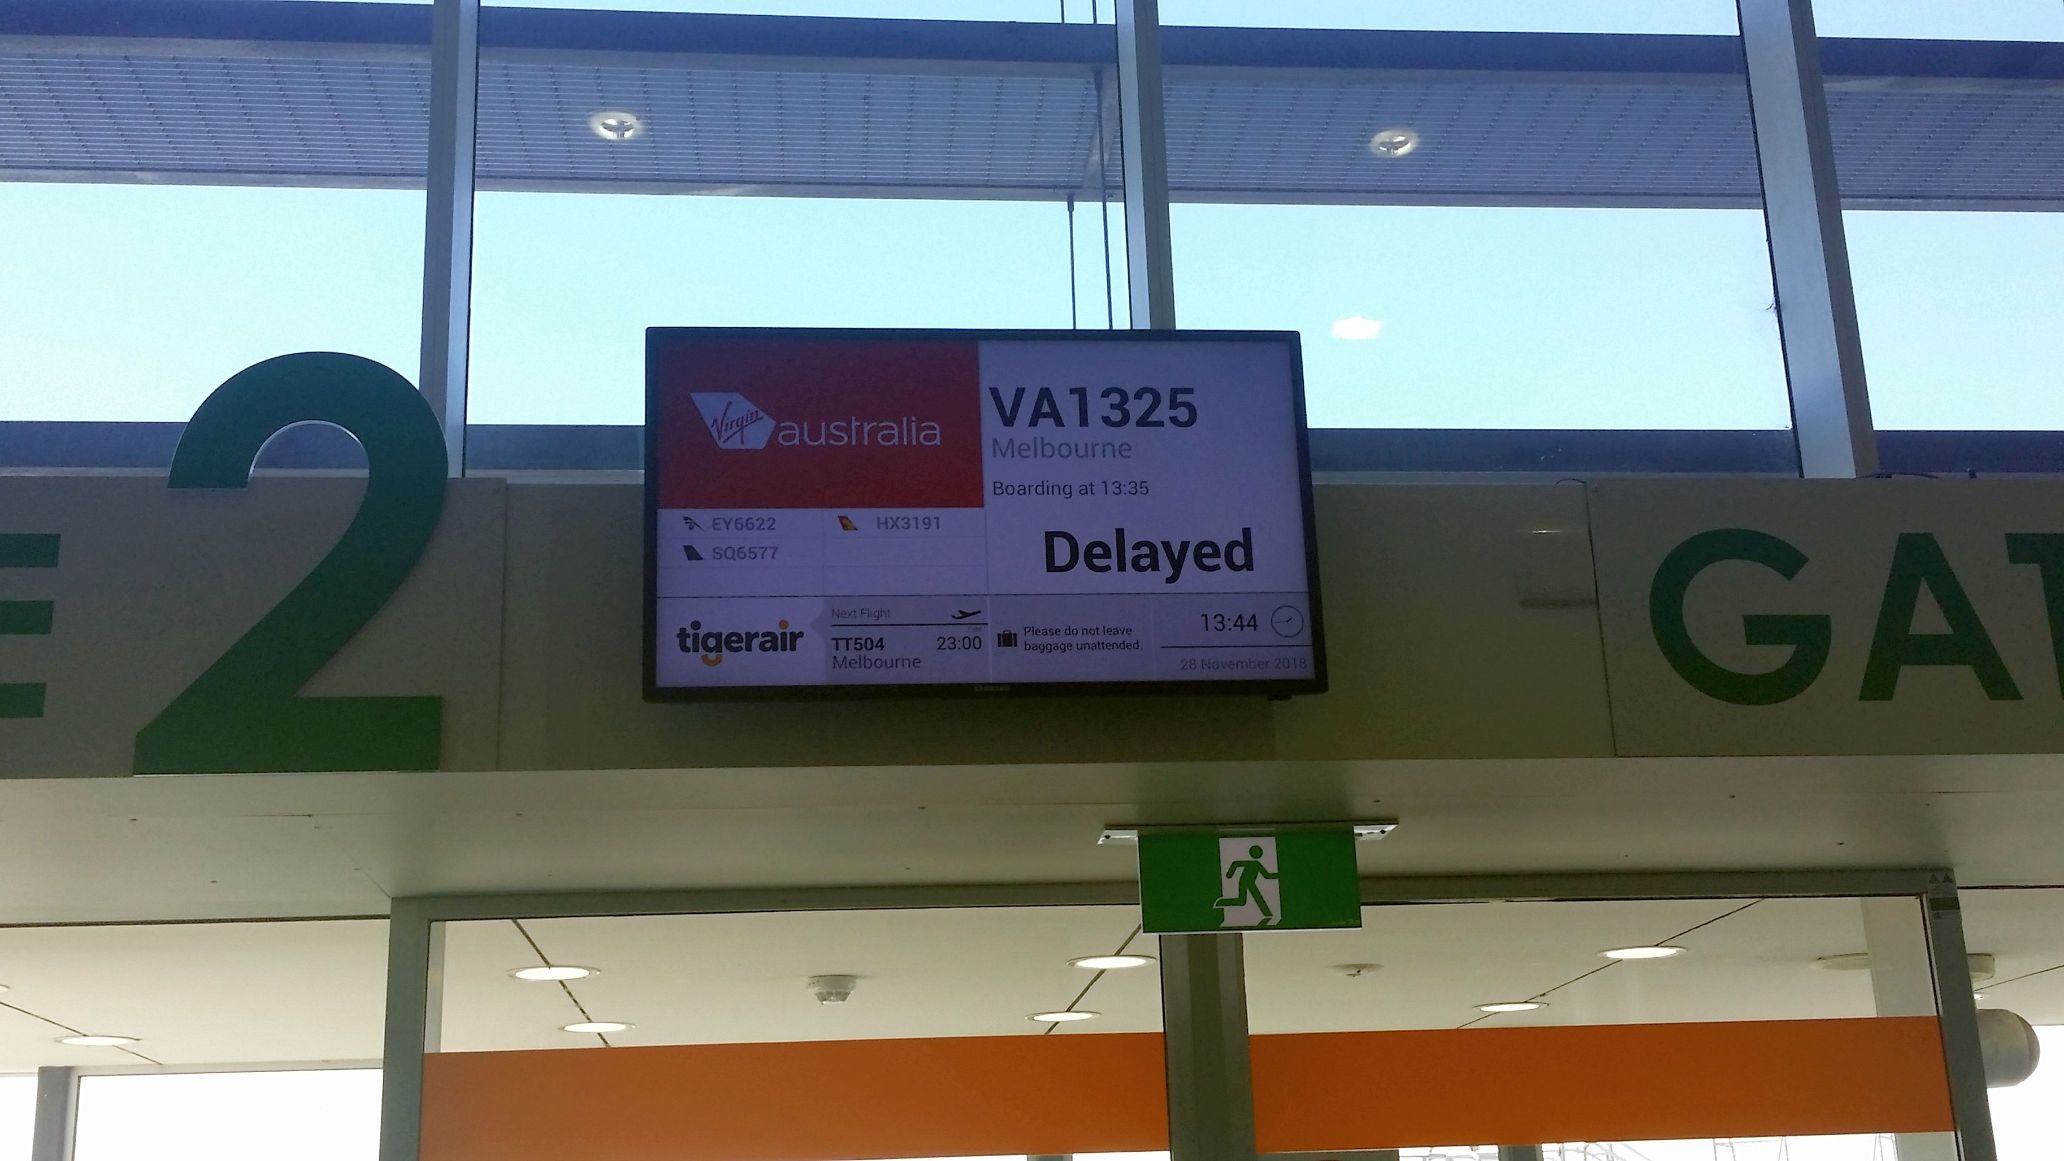 2
Virgin australia
VA1325
Melbourne
Boarding at 13:35
Delayed
EY6622
HX3191
SQ6577
tigerair
Next Flight
TT504
23:00
Melbourne
Please do not leave
baggage unattended.
13:44
28 November 2018
SAMSUNG